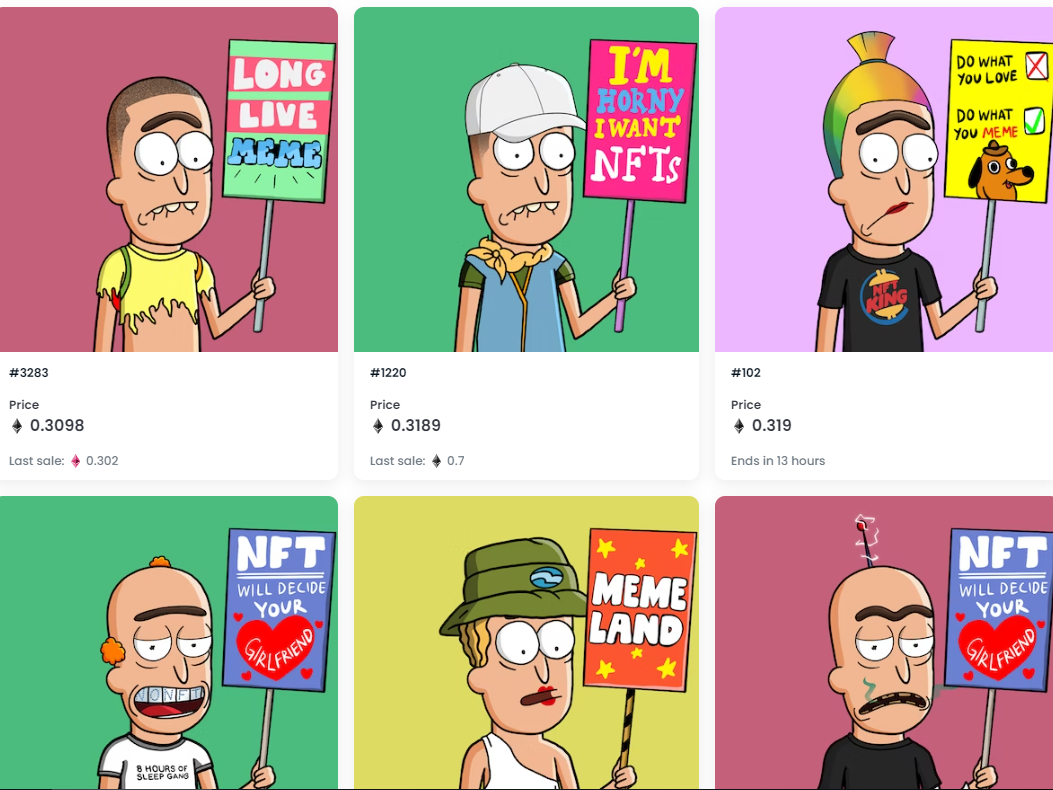 LONG
LIVE
MEME
I'M
HORNY
I WANT
NFTs
DO WHAT
YOU LOVE
DO WHAT
YOU MEME
NFT
KING
#3283
Price
0.3098
Last sale: 0.302
#1220
Price
0.3189
Last sale: 0.7
#102
Price
0.319
Ends in 13 hours
NFT
WILL DECIDE
YOUR
GIRLFRIEND
8 HOURS OF
SLEEP GANG
MEME
LAND
NFT
WILL DECIDE
YOUR
GIRLFRIEND